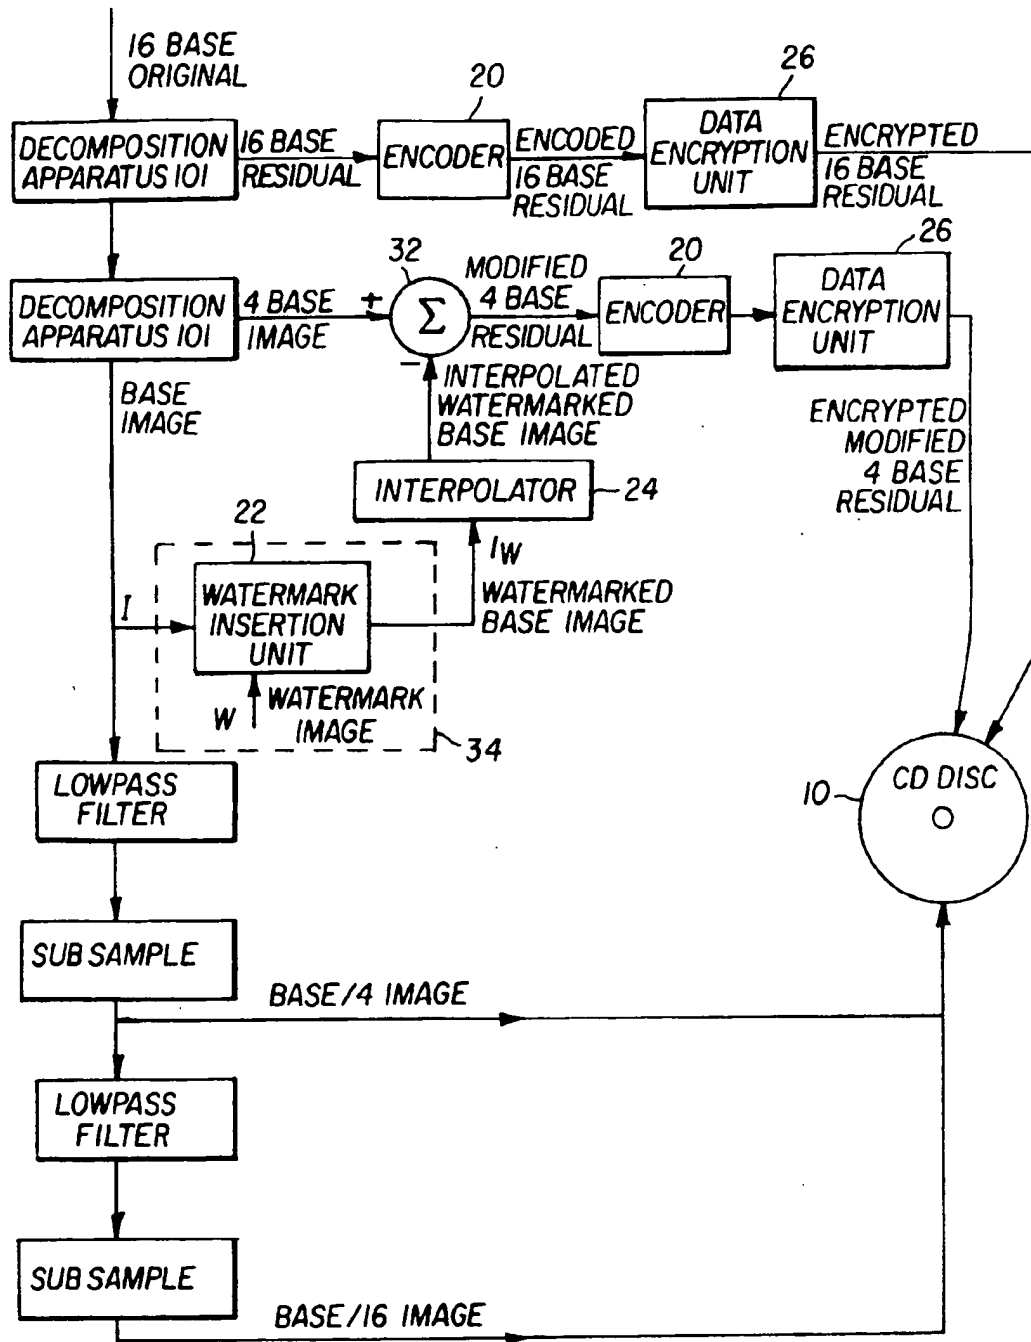 16 BASE
ORIGINAL
DECOMPOSITION
APPARATUS 101
16 BASE
RESIDUAL
20
ENCODER
ENCODED
16 BASE
RESIDUAL
26
DATA
ENCRYPTION
UNIT
ENCRYPTED
16 BASE
RESIDUAL
DECOMPOSITION
APPARATUS 101
4 BASE
IMAGE
32
+
Σ
−
MODIFIED
4 BASE
RESIDUAL
20
ENCODER
26
DATA
ENCRYPTION
UNIT
BASE
IMAGE
INTERPOLATED
WATERMARKED
BASE IMAGE
ENCRYPTED
MODIFIED
4 BASE
RESIDUAL
INTERPOLATOR
24
22
I
WATERMARK
INSERTION
UNIT
IW
WATERMARKED
BASE IMAGE
W
WATERMARK
IMAGE
34
LOWPASS
FILTER
10
CD DISC
SUB SAMPLE
BASE/4 IMAGE
LOWPASS
FILTER
SUB SAMPLE
BASE/16 IMAGE